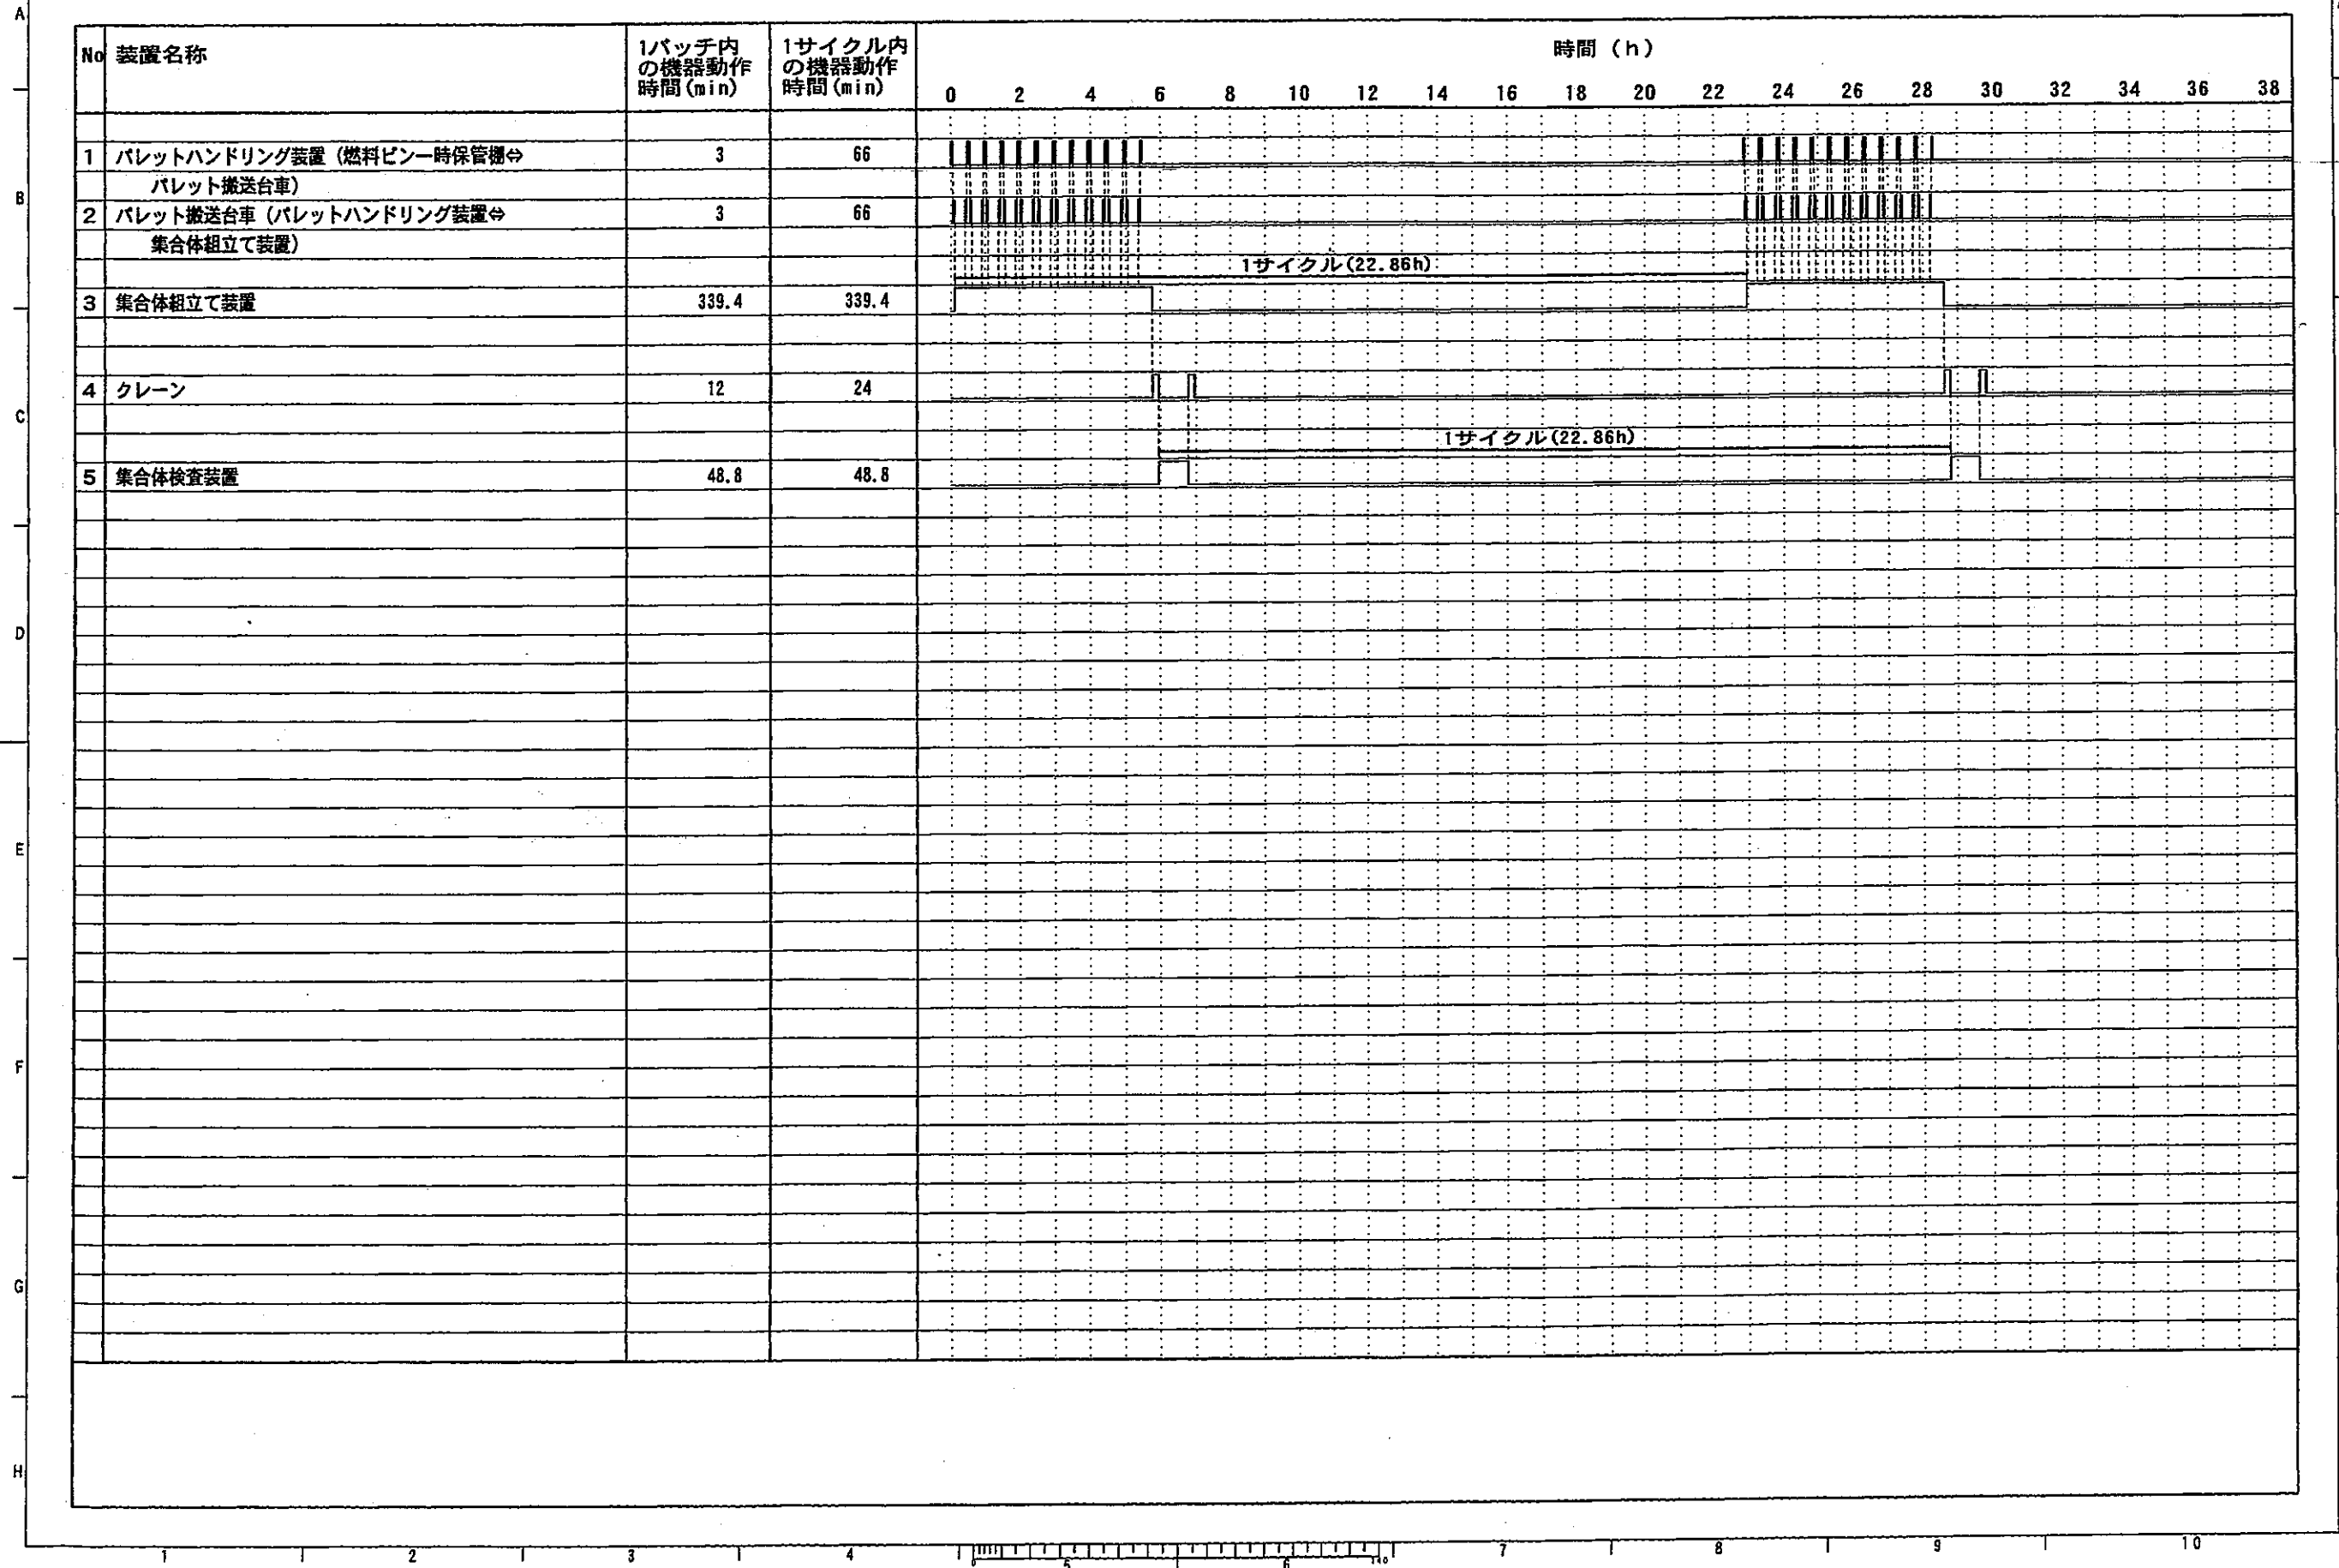 No 装置名称
1バッチ内
の機器動作
時間(min)
1サイクル内
の機器動作
時間(min)
時間 (h)
0 2 4 6 8 10 12 14 16 18 20 22 24 26 28 30 32 34 36 38
1 パレットハンドリング装置(燃料ピン一時保管棚⇔ 3 66
パレット搬送台車)
2 パレット搬送台車(パレットハンドリング装置⇔ 3 66
集合体組立て装置)
1サイクル(22.86h)
3 集合体組立て装置 339.4 339.4
4 クレーン 12 24
1サイクル(22.86h)
5 集合体検査装置 48.8 48.8
A
B
C
D
E
F
G
H
1 2 3 4 5 6 7 8 9 10